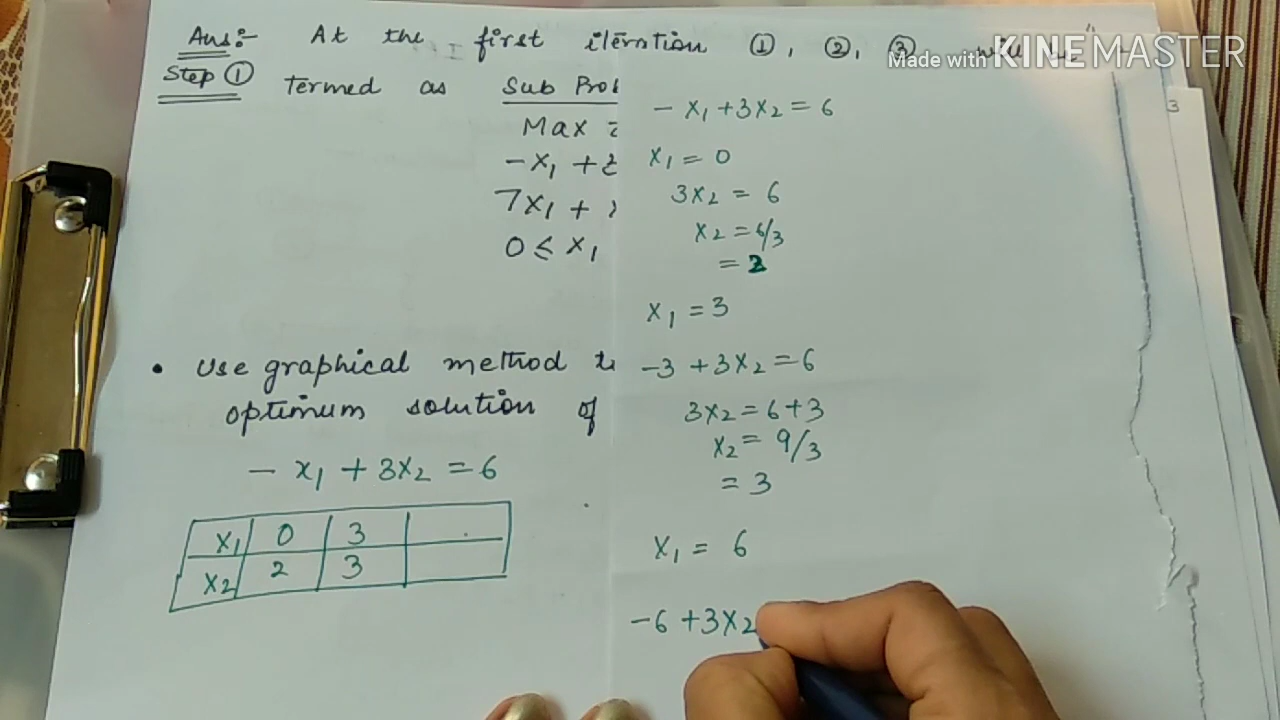 Ans:- At the first iteration ①, ②, ③
Step ① termed as Sub Prob
Max z
-x₁ + 3
7x₁ +
0 ≤ x₁
• Use graphical method to
optimum solution of
- x₁ + 3x₂ = 6
x₁ 0 3
x₂ 2 3
- x₁ + 3x₂ = 6
x₁ = 0
3x₂ = 6
x₂ = 6/3
= 2
x₁ = 3
-3 + 3x₂ = 6
3x₂ = 6+3
x₂ = 9/3
= 3
x₁ = 6
-6 + 3x₂
Made with KINEMASTER
3